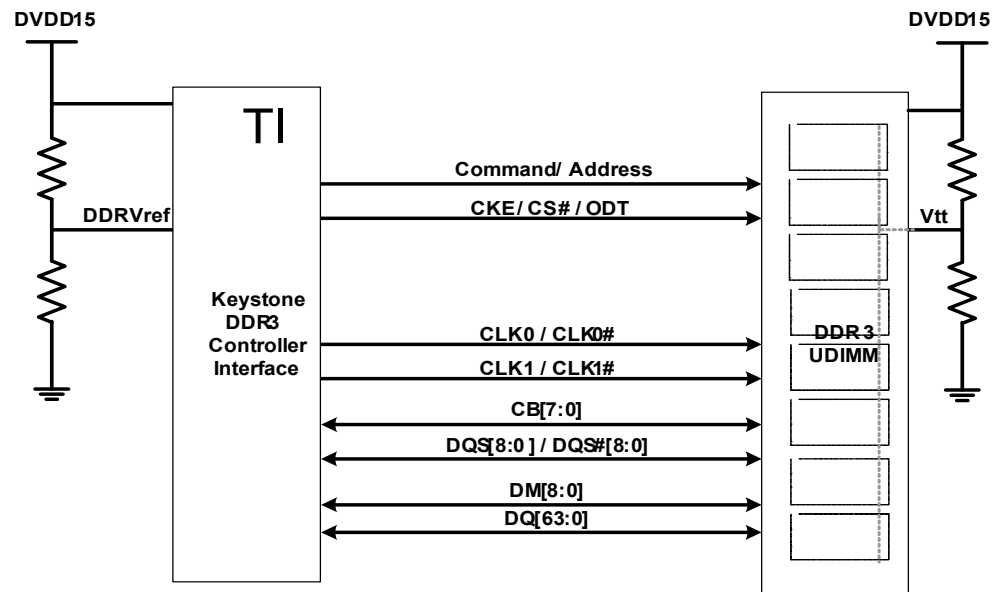 DVDD15
DVDD15
TI
Command/ Address
CKE/ CS# / ODT
DDRVref
Vtt
Keystone
DDR3
Controller
Interface
CLK0 / CLK0#
DDR3
UDIMM
CLK1 / CLK1#
CB[7:0]
DQS[8:0] / DQS#[8:0]
DM[8:0]
DQ[63:0]